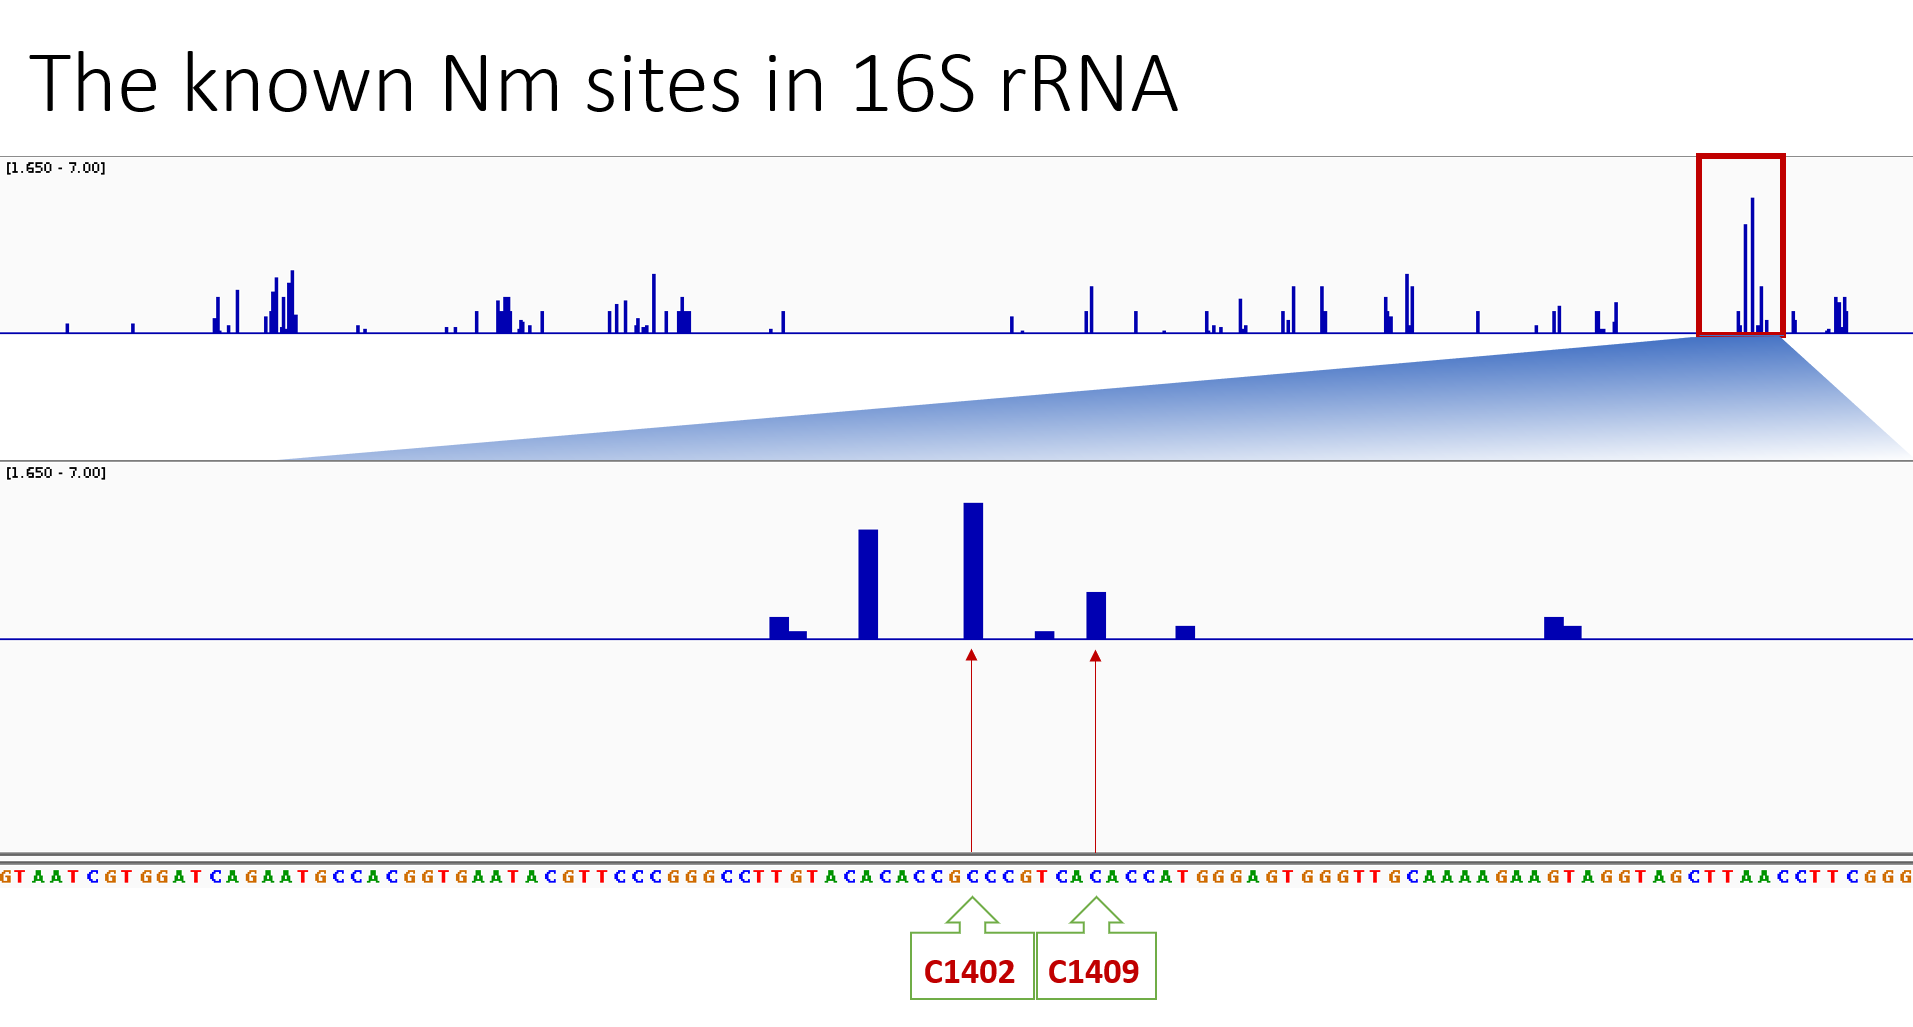 The known Nm sites in 16S rRNA
[1.650 - 7.00]
[1.650 - 7.00]
GTAATCGTGGATCAGAATGCCACGGTGAATACGTTCCCGGGCCTTGTACACACCGCCCGTCACACCATGGGAGTGGGTTGCAAAAGAAGTAGGTAGCTTAACCTTCGGG
C1402 C1409